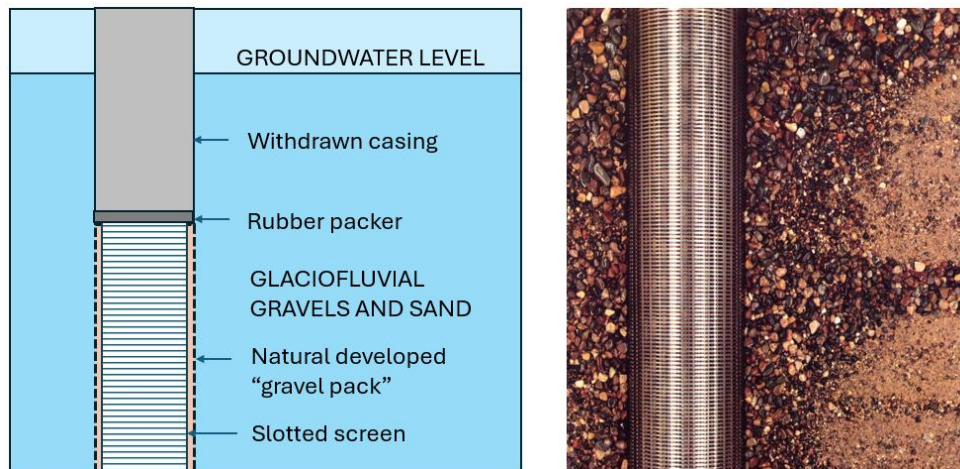 GROUNDWATER LEVEL
Withdrawn casing
Rubber packer
GLACIOFLUVIAL
GRAVELS AND SAND
Natural developed
“gravel pack”
Slotted screen